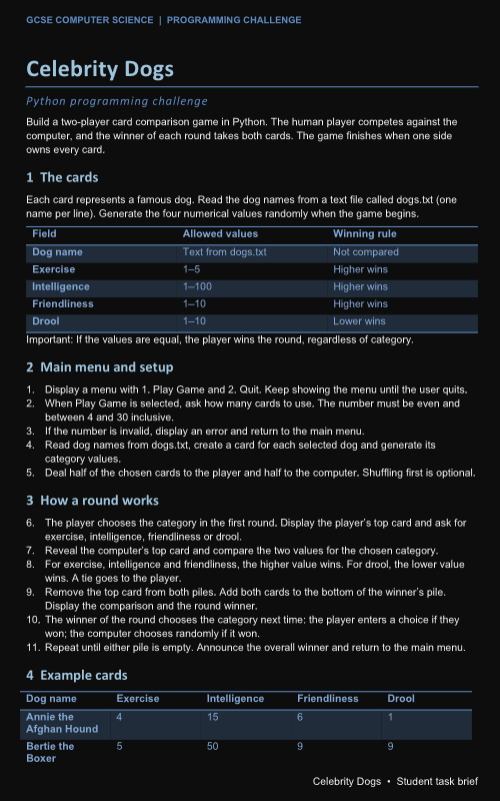 GCSE COMPUTER SCIENCE | PROGRAMMING CHALLENGE
Celebrity Dogs
Python programming challenge
Build a two-player card comparison game in Python. The human player competes against the
computer, and the winner of each round takes both cards. The game finishes when one side
owns every card.
1 The cards
Each card represents a famous dog. Read the dog names from a text file called dogs.txt (one
name per line). Generate the four numerical values randomly when the game begins.
Field Allowed values Winning rule
Dog name Text from dogs.txt Not compared
Exercise 1–5 Higher wins
Intelligence 1–100 Higher wins
Friendliness 1–10 Higher wins
Drool 1–10 Lower wins
Important: If the values are equal, the player wins the round, regardless of category.
2 Main menu and setup
1. Display a menu with 1. Play Game and 2. Quit. Keep showing the menu until the user quits.
2. When Play Game is selected, ask how many cards to use. The number must be even and
between 4 and 30 inclusive.
3. If the number is invalid, display an error and return to the main menu.
4. Read dog names from dogs.txt, create a card for each selected dog and generate its
category values.
5. Deal half of the chosen cards to the player and half to the computer. Shuffling first is optional.
3 How a round works
6. The player chooses the category in the first round. Display the player's top card and ask for
exercise, intelligence, friendliness or drool.
7. Reveal the computer's top card and compare the two values for the chosen category.
8. For exercise, intelligence and friendliness, the higher value wins. For drool, the lower value
wins. A tie goes to the player.
9. Remove the top card from both piles. Add both cards to the bottom of the winner's pile.
Display the comparison and the round winner.
10. The winner of the round chooses the category next time: the player enters a choice if they
won; the computer chooses randomly if it won.
11. Repeat until either pile is empty. Announce the overall winner and return to the main menu.
4 Example cards
Dog name Exercise Intelligence Friendliness Drool
Annie the 4 15 6 1
Afghan Hound
Bertie the 5 50 9 9
Boxer
Celebrity Dogs • Student task brief